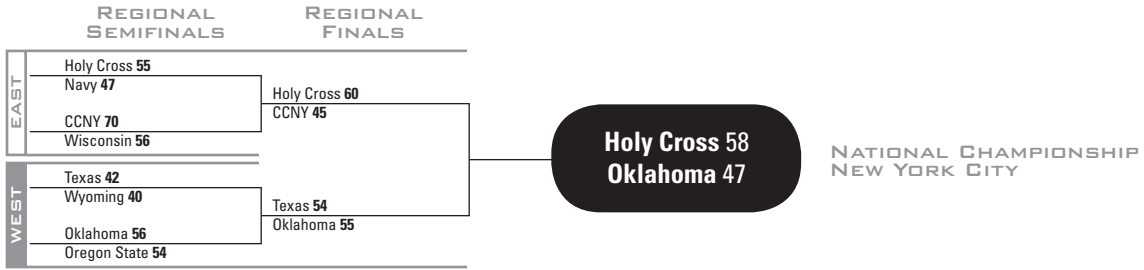 REGIONAL
SEMIFINALS
REGIONAL
FINALS
EAST
Holy Cross 55
Navy 47
CCNY 70
Wisconsin 56
Holy Cross 60
CCNY 45
WEST
Texas 42
Wyoming 40
Oklahoma 56
Oregon State 54
Texas 54
Oklahoma 55
Holy Cross 58
Oklahoma 47
NATIONAL CHAMPIONSHIP
NEW YORK CITY